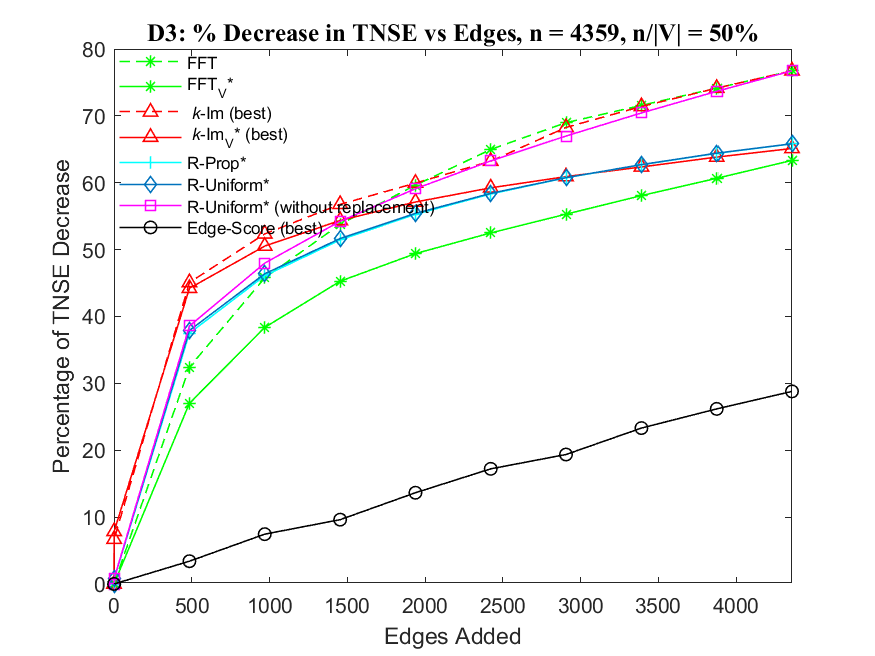 D3: % Decrease in TNSE vs Edges, n = 4359, n/|V| = 50%
80
70
60
50
40
30
20
10
0
Percentage of TNSE Decrease
FFT
FFT_V*
k-Im (best)
k-Im_V* (best)
R-Prop*
R-Uniform*
R-Uniform* (without replacement)
Edge-Score (best)
0 500 1000 1500 2000 2500 3000 3500 4000
Edges Added